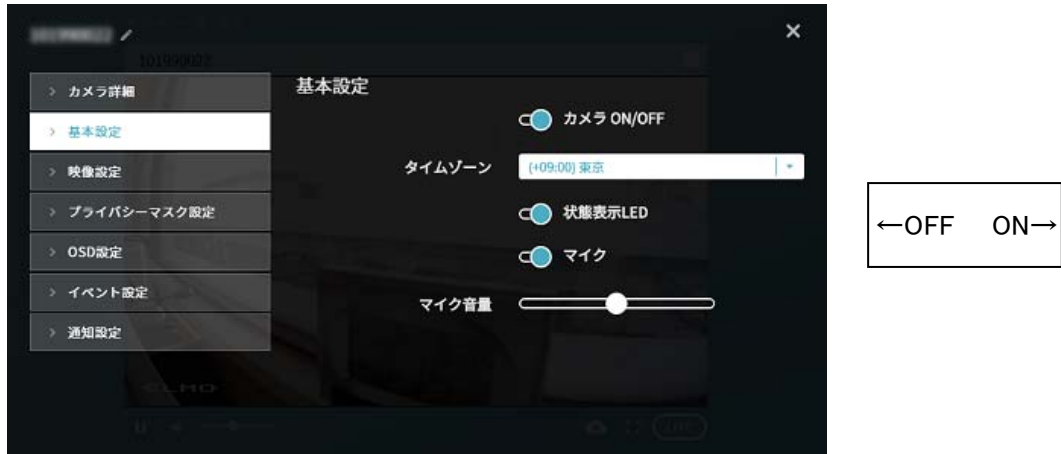 101990022
カメラ詳細
基本設定
映像設定
プライバシーマスク設定
OSD設定
イベント設定
通知設定
基本設定
カメラ ON/OFF
タイムゾーン (+09:00) 東京
状態表示LED
マイク
マイク音量
ELMO
LIVE
←OFF ON→